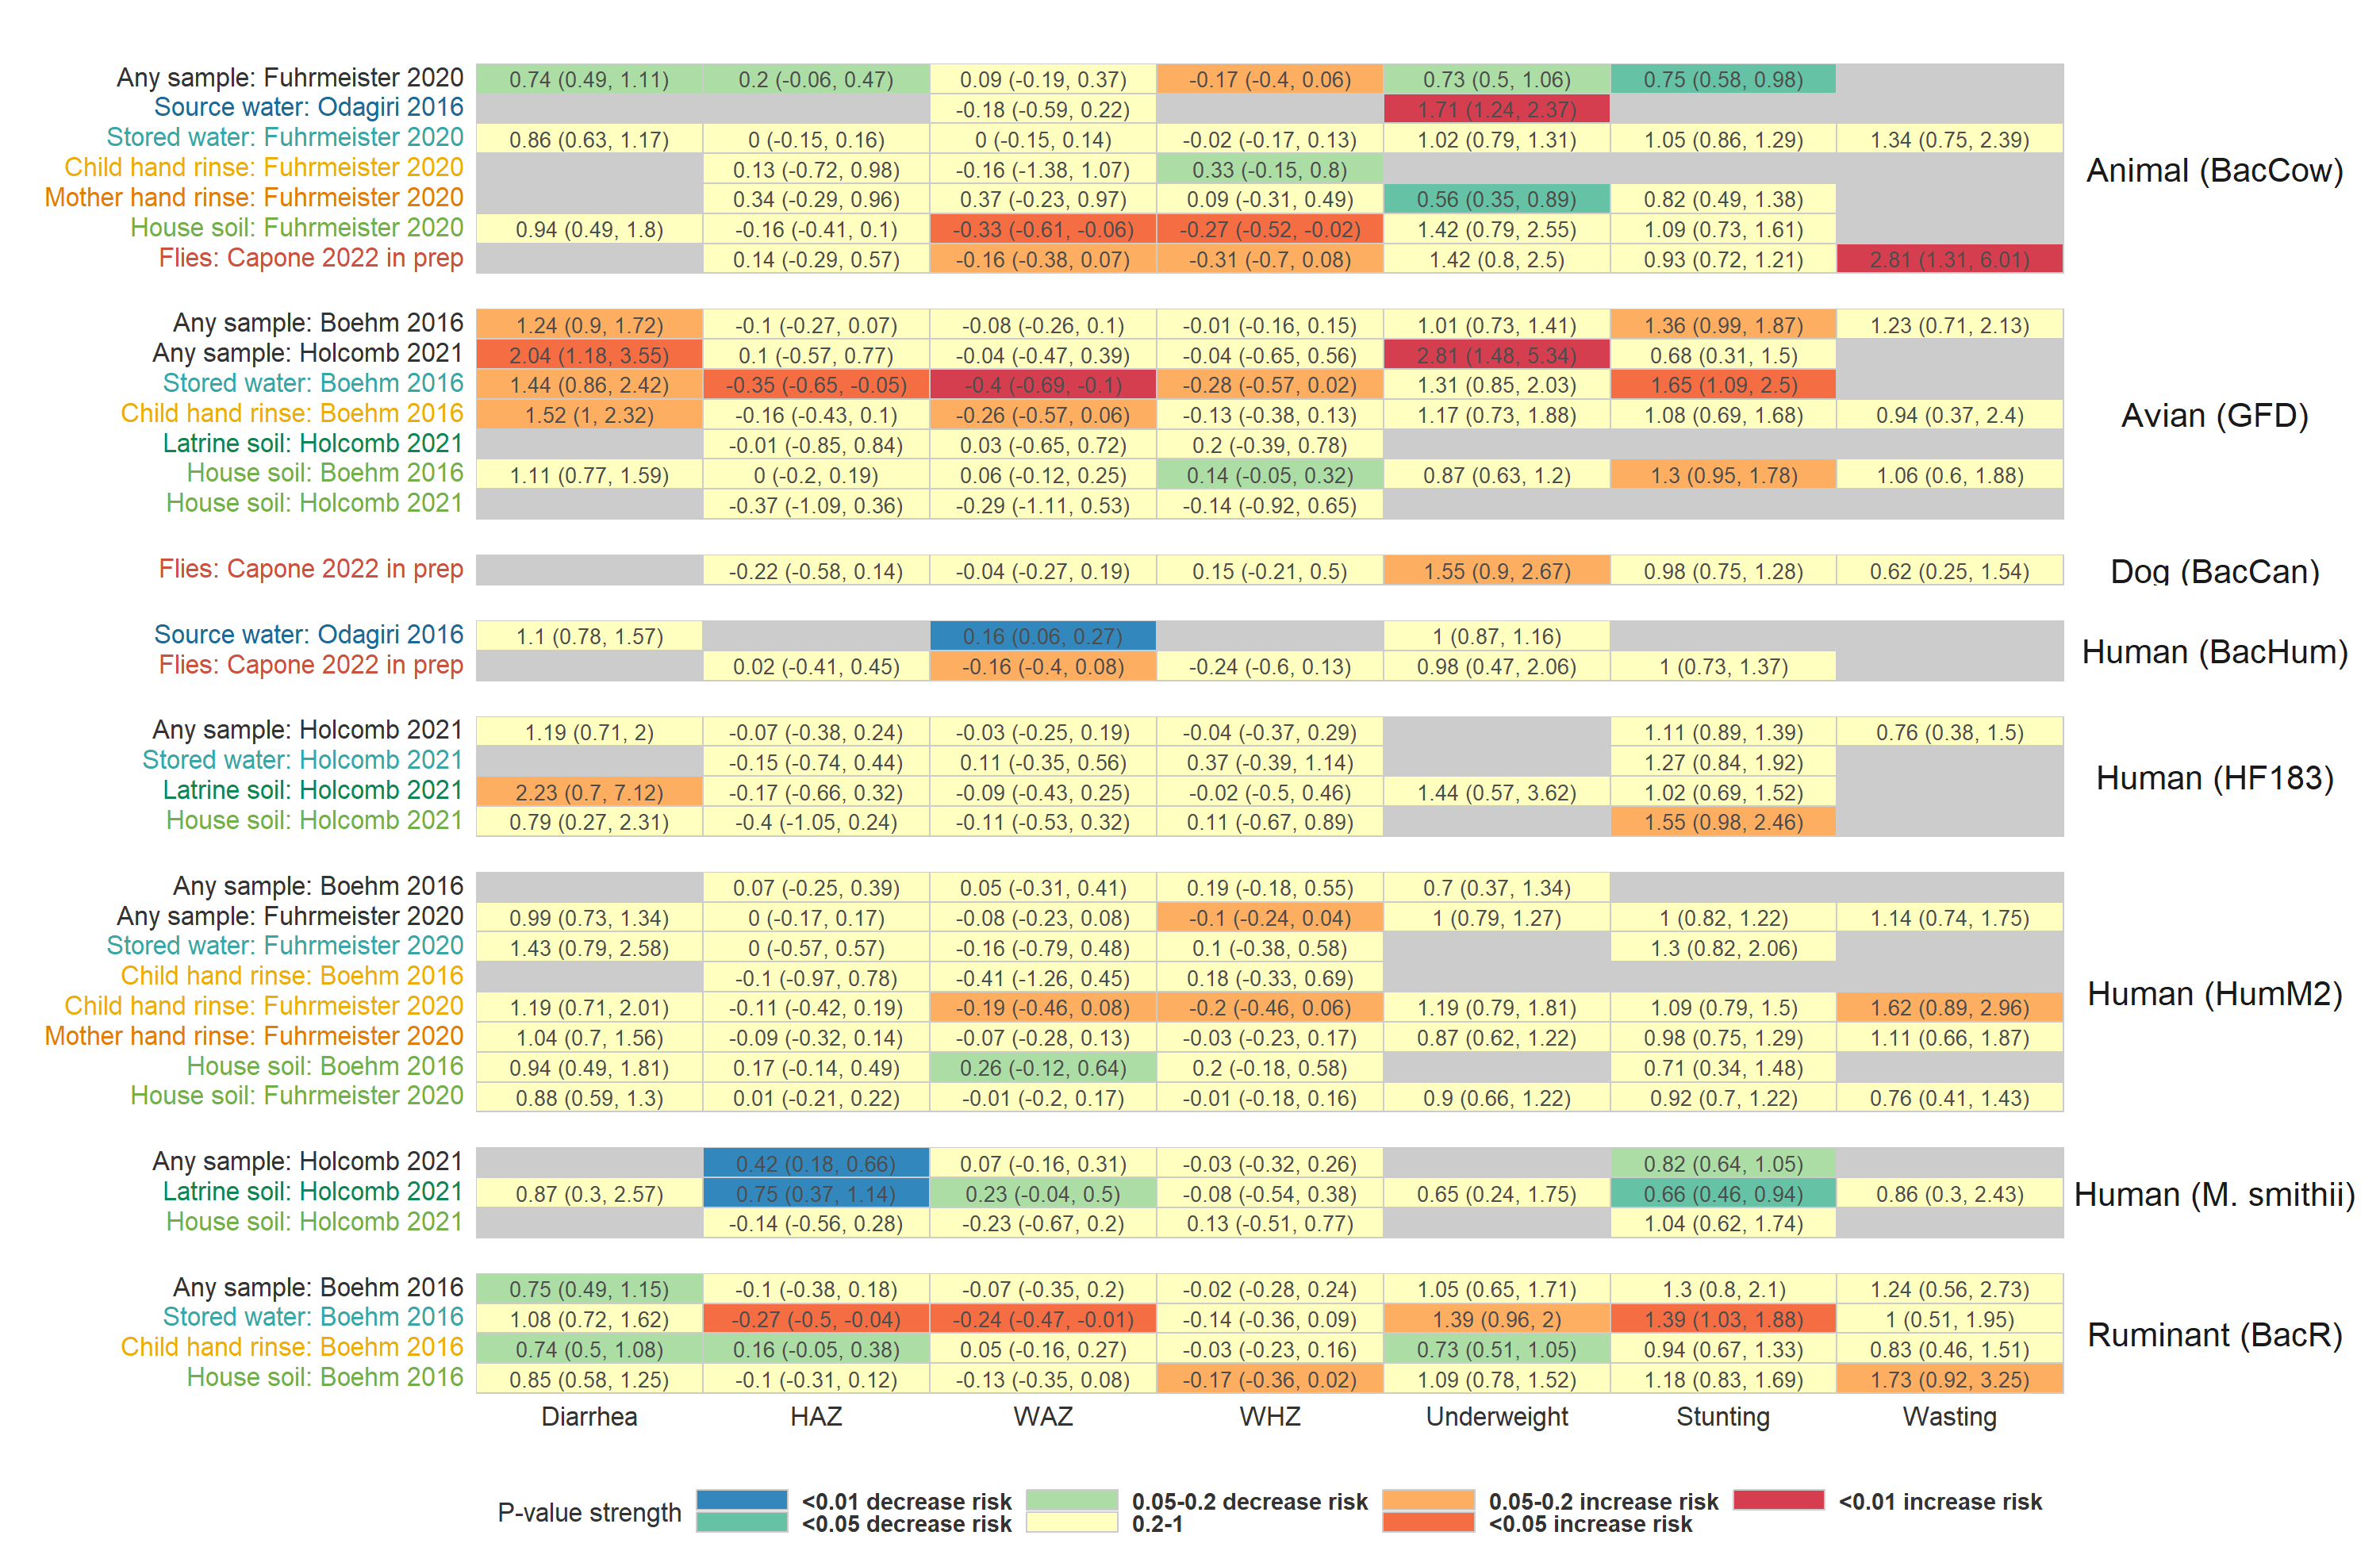 Any sample: Fuhrmeister 2020 0.74 (0.49, 1.11) 0.2 (-0.06, 0.47) 0.09 (-0.19, 0.37) -0.17 (-0.4, 0.06) 0.73 (0.5, 1.06) 0.75 (0.58, 0.98)
Source water: Odagiri 2016 -0.18 (-0.59, 0.22) 1.71 (1.24, 2.37)
Stored water: Fuhrmeister 2020 0.86 (0.63, 1.17) 0 (-0.15, 0.16) 0 (-0.15, 0.14) -0.02 (-0.17, 0.13) 1.02 (0.79, 1.31) 1.05 (0.86, 1.29) 1.34 (0.75, 2.39)
Child hand rinse: Fuhrmeister 2020 0.13 (-0.72, 0.98) -0.16 (-1.38, 1.07) 0.33 (-0.15, 0.8)
Animal (BacCow)
Mother hand rinse: Fuhrmeister 2020 0.34 (-0.29, 0.96) 0.37 (-0.23, 0.97) 0.09 (-0.31, 0.49) 0.56 (0.35, 0.89) 0.82 (0.49, 1.38)
House soil: Fuhrmeister 2020 0.94 (0.49, 1.8) -0.16 (-0.41, 0.1) -0.33 (-0.61, -0.06) -0.27 (-0.52, -0.02) 1.42 (0.79, 2.55) 1.09 (0.73, 1.61)
Flies: Capone 2022 in prep 0.14 (-0.29, 0.57) -0.16 (-0.38, 0.07) -0.31 (-0.7, 0.08) 1.42 (0.8, 2.5) 0.93 (0.72, 1.21) 2.81 (1.31, 6.01)
Any sample: Boehm 2016 1.24 (0.9, 1.72) -0.1 (-0.27, 0.07) -0.08 (-0.26, 0.1) -0.01 (-0.16, 0.15) 1.01 (0.73, 1.41) 1.36 (0.99, 1.87) 1.23 (0.71, 2.13)
Any sample: Holcomb 2021 2.04 (1.18, 3.55) 0.1 (-0.57, 0.77) -0.04 (-0.47, 0.39) -0.04 (-0.65, 0.56) 2.81 (1.48, 5.34) 0.68 (0.31, 1.5)
Stored water: Boehm 2016 1.44 (0.86, 2.42) -0.35 (-0.65, -0.05) -0.4 (-0.69, -0.1) -0.28 (-0.57, 0.02) 1.31 (0.85, 2.03) 1.65 (1.09, 2.5)
Child hand rinse: Boehm 2016 1.52 (1, 2.32) -0.16 (-0.43, 0.1) -0.26 (-0.57, 0.06) -0.13 (-0.38, 0.13) 1.17 (0.73, 1.88) 1.08 (0.69, 1.68) 0.94 (0.37, 2.4)
Avian (GFD)
Latrine soil: Holcomb 2021 -0.01 (-0.85, 0.84) 0.03 (-0.65, 0.72) 0.2 (-0.39, 0.78)
House soil: Boehm 2016 1.11 (0.77, 1.59) 0 (-0.2, 0.19) 0.06 (-0.12, 0.25) 0.14 (-0.05, 0.32) 0.87 (0.63, 1.2) 1.3 (0.95, 1.78) 1.06 (0.6, 1.88)
House soil: Holcomb 2021 -0.37 (-1.09, 0.36) -0.29 (-1.11, 0.53) -0.14 (-0.92, 0.65)
Flies: Capone 2022 in prep -0.22 (-0.58, 0.14) -0.04 (-0.27, 0.19) 0.15 (-0.21, 0.5) 1.55 (0.9, 2.67) 0.98 (0.75, 1.28) 0.62 (0.25, 1.54) Dog (BacCan)
Source water: Odagiri 2016 1.1 (0.78, 1.57) 0.16 (0.06, 0.27) 1 (0.87, 1.16)
Human (BacHum)
Flies: Capone 2022 in prep 0.02 (-0.41, 0.45) -0.16 (-0.4, 0.08) -0.24 (-0.6, 0.13) 0.98 (0.47, 2.06) 1 (0.73, 1.37)
Any sample: Holcomb 2021 1.19 (0.71, 2) -0.07 (-0.38, 0.24) -0.03 (-0.25, 0.19) -0.04 (-0.37, 0.29) 1.11 (0.89, 1.39) 0.76 (0.38, 1.5)
Stored water: Holcomb 2021 -0.15 (-0.74, 0.44) 0.11 (-0.35, 0.56) 0.37 (-0.39, 1.14) 1.27 (0.84, 1.92)
Human (HF183)
Latrine soil: Holcomb 2021 2.23 (0.7, 7.12) -0.17 (-0.66, 0.32) -0.09 (-0.43, 0.25) -0.02 (-0.5, 0.46) 1.44 (0.57, 3.62) 1.02 (0.69, 1.52)
House soil: Holcomb 2021 0.79 (0.27, 2.31) -0.4 (-1.05, 0.24) -0.11 (-0.53, 0.32) 0.11 (-0.67, 0.89) 1.55 (0.98, 2.46)
Any sample: Boehm 2016 0.07 (-0.25, 0.39) 0.05 (-0.31, 0.41) 0.19 (-0.18, 0.55) 0.7 (0.37, 1.34)
Any sample: Fuhrmeister 2020 0.99 (0.73, 1.34) 0 (-0.17, 0.17) -0.08 (-0.23, 0.08) -0.1 (-0.24, 0.04) 1 (0.79, 1.27) 1 (0.82, 1.22) 1.14 (0.74, 1.75)
Stored water: Fuhrmeister 2020 1.43 (0.79, 2.58) 0 (-0.57, 0.57) -0.16 (-0.79, 0.48) 0.1 (-0.38, 0.58) 1.3 (0.82, 2.06)
Child hand rinse: Boehm 2016 -0.1 (-0.97, 0.78) -0.41 (-1.26, 0.45) 0.18 (-0.33, 0.69)
Human (HumM2)
Child hand rinse: Fuhrmeister 2020 1.19 (0.71, 2.01) -0.11 (-0.42, 0.19) -0.19 (-0.46, 0.08) -0.2 (-0.46, 0.06) 1.19 (0.79, 1.81) 1.09 (0.79, 1.5) 1.62 (0.89, 2.96)
Mother hand rinse: Fuhrmeister 2020 1.04 (0.7, 1.56) -0.09 (-0.32, 0.14) -0.07 (-0.28, 0.13) -0.03 (-0.23, 0.17) 0.87 (0.62, 1.22) 0.98 (0.75, 1.29) 1.11 (0.66, 1.87)
House soil: Boehm 2016 0.94 (0.49, 1.81) 0.17 (-0.14, 0.49) 0.26 (-0.12, 0.64) 0.2 (-0.18, 0.58) 0.71 (0.34, 1.48)
House soil: Fuhrmeister 2020 0.88 (0.59, 1.3) 0.01 (-0.21, 0.22) -0.01 (-0.2, 0.17) -0.01 (-0.18, 0.16) 0.9 (0.66, 1.22) 0.92 (0.7, 1.22) 0.76 (0.41, 1.43)
Any sample: Holcomb 2021 0.42 (0.18, 0.66) 0.07 (-0.16, 0.31) -0.03 (-0.32, 0.26) 0.82 (0.64, 1.05)
Latrine soil: Holcomb 2021 0.87 (0.3, 2.57) 0.75 (0.37, 1.14) 0.23 (-0.04, 0.5) -0.08 (-0.54, 0.38) 0.65 (0.24, 1.75) 0.66 (0.46, 0.94) 0.86 (0.3, 2.43) Human (M. smithii)
House soil: Holcomb 2021 -0.14 (-0.56, 0.28) -0.23 (-0.67, 0.2) 0.13 (-0.51, 0.77) 1.04 (0.62, 1.74)
Any sample: Boehm 2016 0.75 (0.49, 1.15) -0.1 (-0.38, 0.18) -0.07 (-0.35, 0.2) -0.02 (-0.28, 0.24) 1.05 (0.65, 1.71) 1.3 (0.8, 2.1) 1.24 (0.56, 2.73)
Stored water: Boehm 2016 1.08 (0.72, 1.62) -0.27 (-0.5, -0.04) -0.24 (-0.47, -0.01) -0.14 (-0.36, 0.09) 1.39 (0.96, 2) 1.39 (1.03, 1.88) 1 (0.51, 1.95)
Ruminant (BacR)
Child hand rinse: Boehm 2016 0.74 (0.5, 1.08) 0.16 (-0.05, 0.38) 0.05 (-0.16, 0.27) -0.03 (-0.23, 0.16) 0.73 (0.51, 1.05) 0.94 (0.67, 1.33) 0.83 (0.46, 1.51)
House soil: Boehm 2016 0.85 (0.58, 1.25) -0.1 (-0.31, 0.12) -0.13 (-0.35, 0.08) -0.17 (-0.36, 0.02) 1.09 (0.78, 1.52) 1.18 (0.83, 1.69) 1.73 (0.92, 3.25)
Diarrhea HAZ WAZ WHZ Underweight Stunting Wasting
P-value strength
<0.01 decrease risk 0.05-0.2 decrease risk 0.05-0.2 increase risk <0.01 increase risk
<0.05 decrease risk 0.2-1 <0.05 increase risk